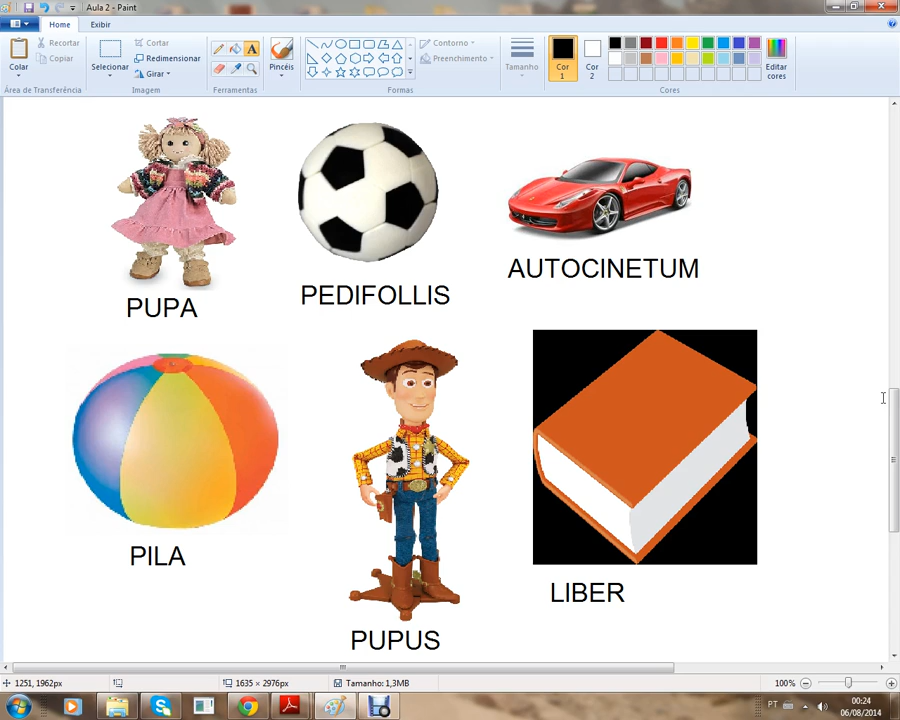 Aula 2 - Paint
Home Exibir
Colar
Recortar
Copiar
Área de Transferência
Selecionar
Cortar
Redimensionar
Girar
Imagem
A
Ferramentas
Pincéis
Contorno
Preenchimento
Formas
Tamanho
Cor 1
Cor 2
Editar cores
Cores
PUPA
PEDIFOLLIS
AUTOCINETUM
PILA
PUPUS
LIBER
1251, 1962px
1635 × 2976px
Tamanho: 1,3MB
100%
PT
00:24
06/08/2014